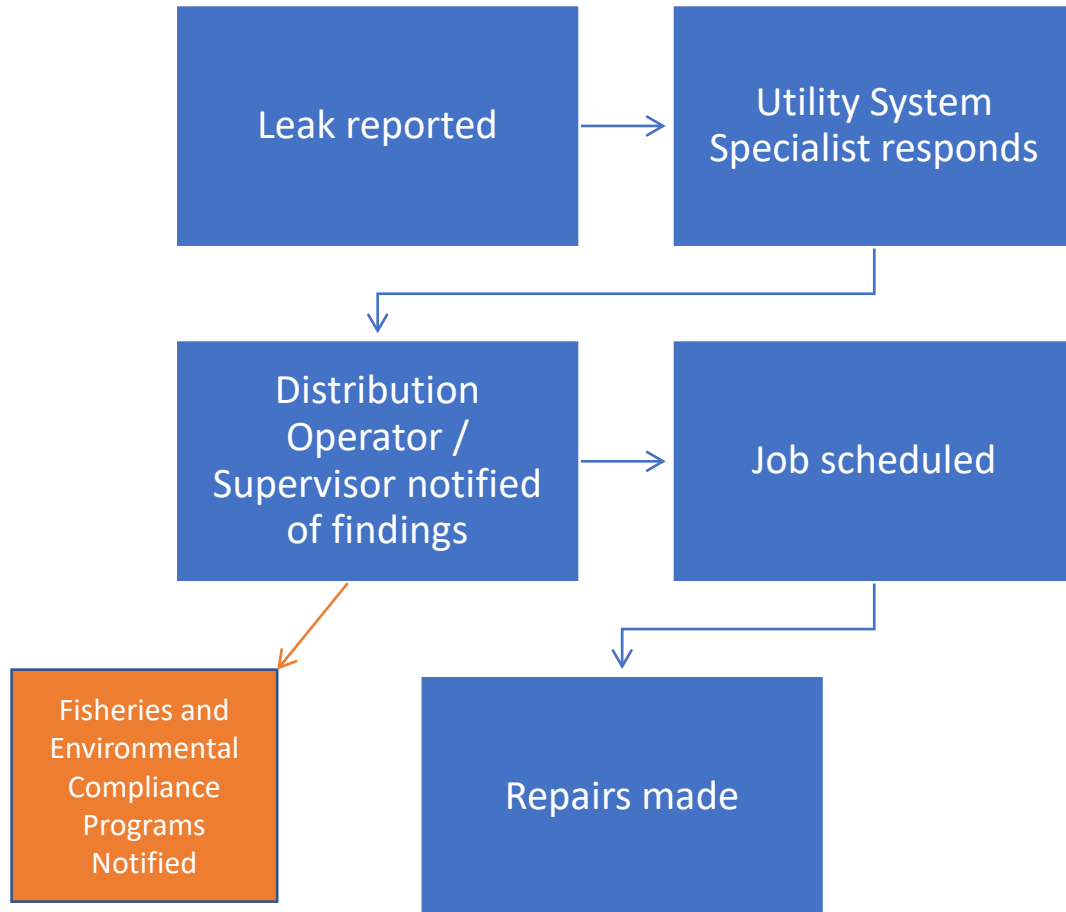 Leak reported
Utility System
Specialist responds
Distribution
Operator /
Supervisor notified
of findings
Job scheduled
Fisheries and
Environmental
Compliance
Programs
Notified
Repairs made